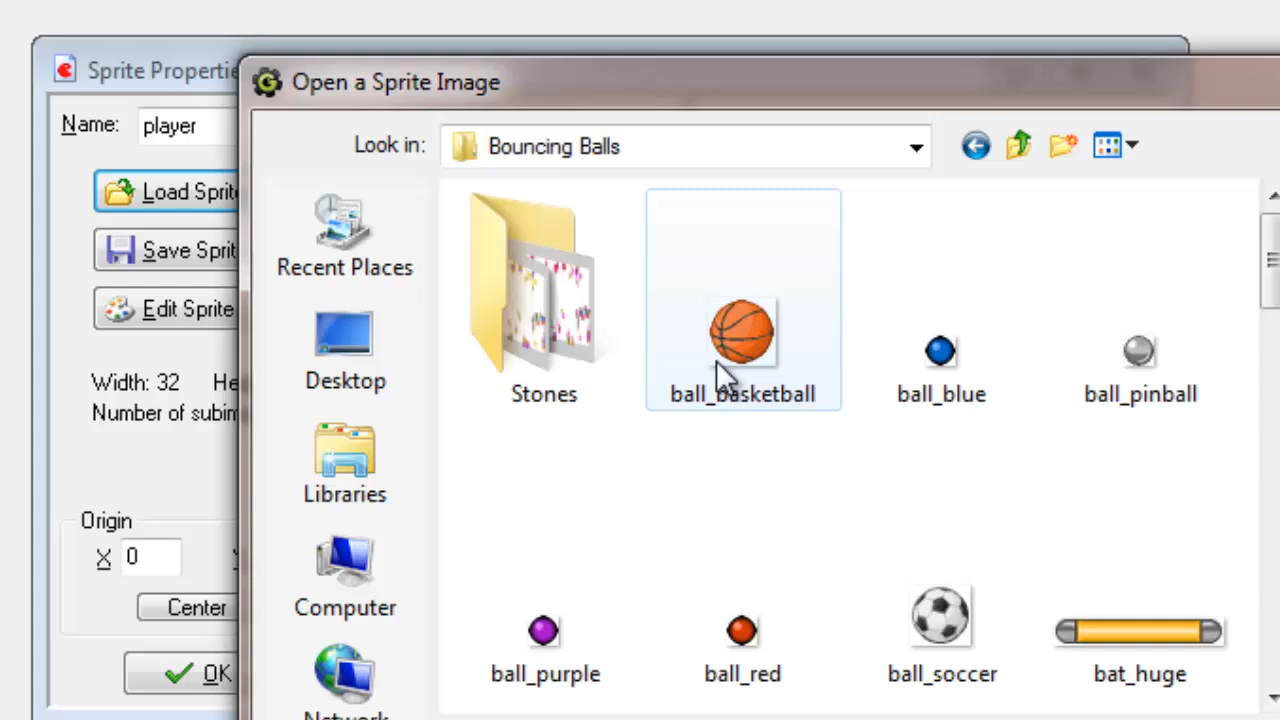 Sprite Properti
Open a Sprite Image
Name: player
Look in: Bouncing Balls
Load Sprit
Save Sprit
Edit Sprite
Width: 32 He
Number of subim
Origin
X 0
Center
OK
Recent Places
Desktop
Libraries
Computer
Network
Stones
ball_basketball
ball_blue
ball_pinball
ball_purple
ball_red
ball_soccer
bat_huge